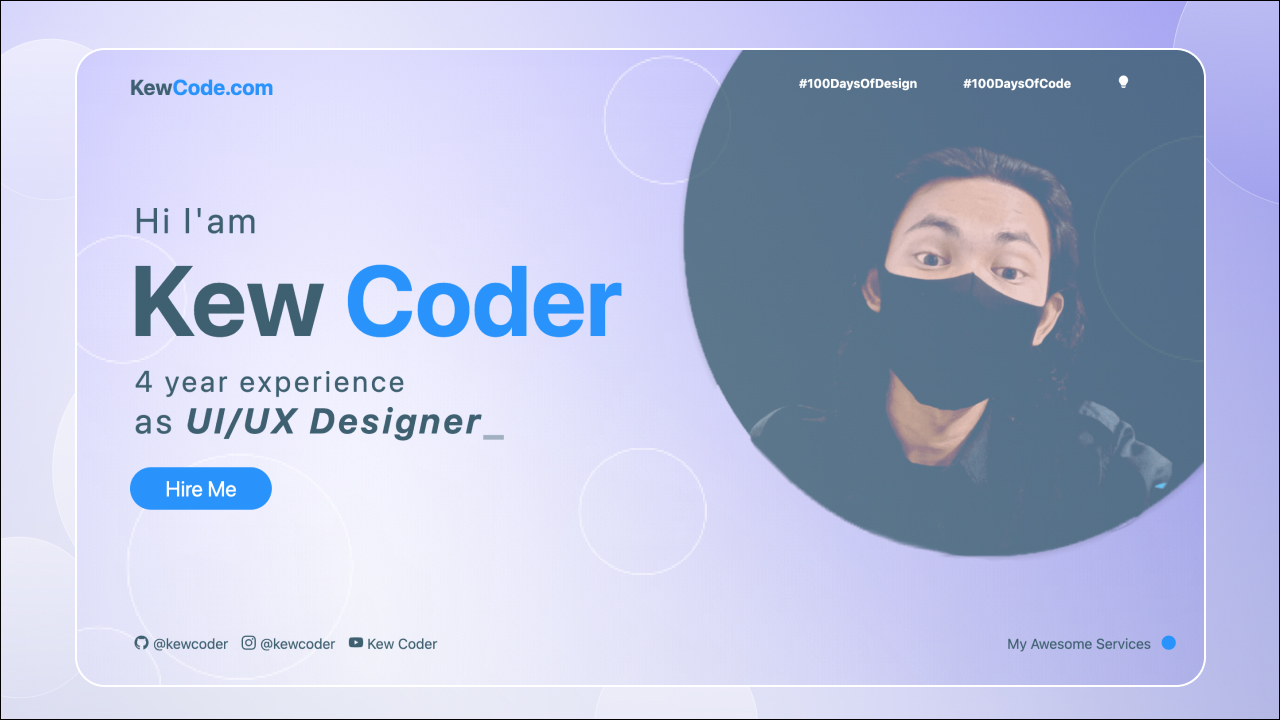 KewCode.com
#100DaysOfDesign #100DaysOfCode
Hi I'am
Kew Coder
4 year experience
as UI/UX Designer_
Hire Me
@kewcoder @kewcoder Kew Coder
My Awesome Services